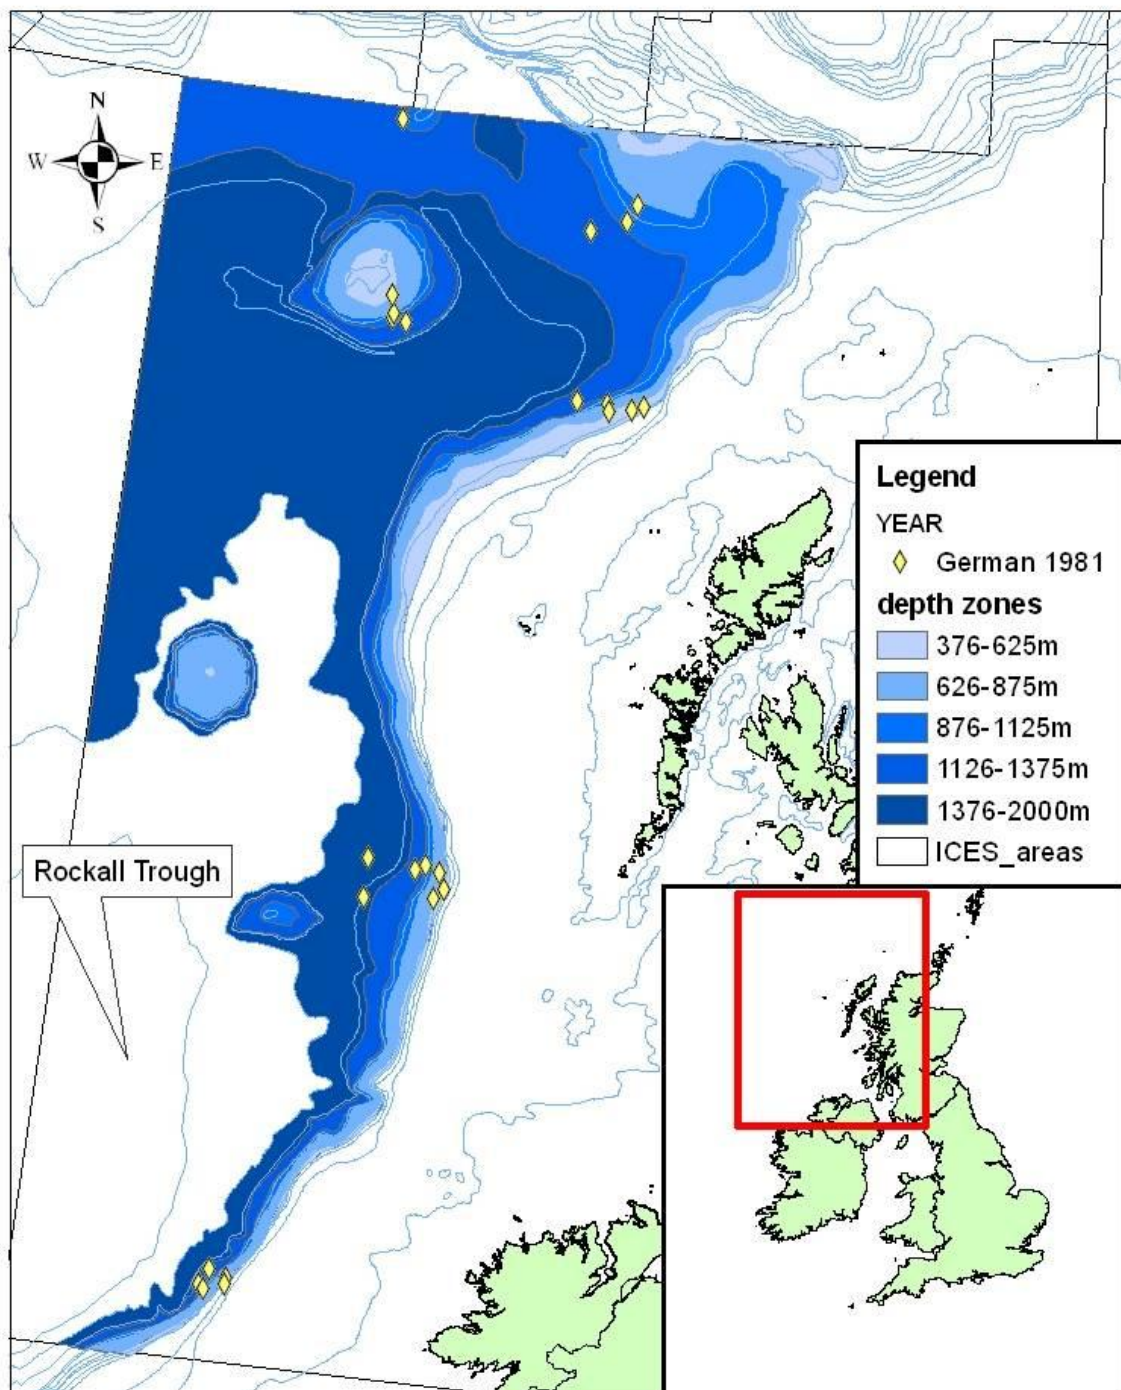 N
W E
S
Legend
YEAR
German 1981
depth zones
376-625m
626-875m
876-1125m
1126-1375m
1376-2000m
ICES_areas
Rockall Trough